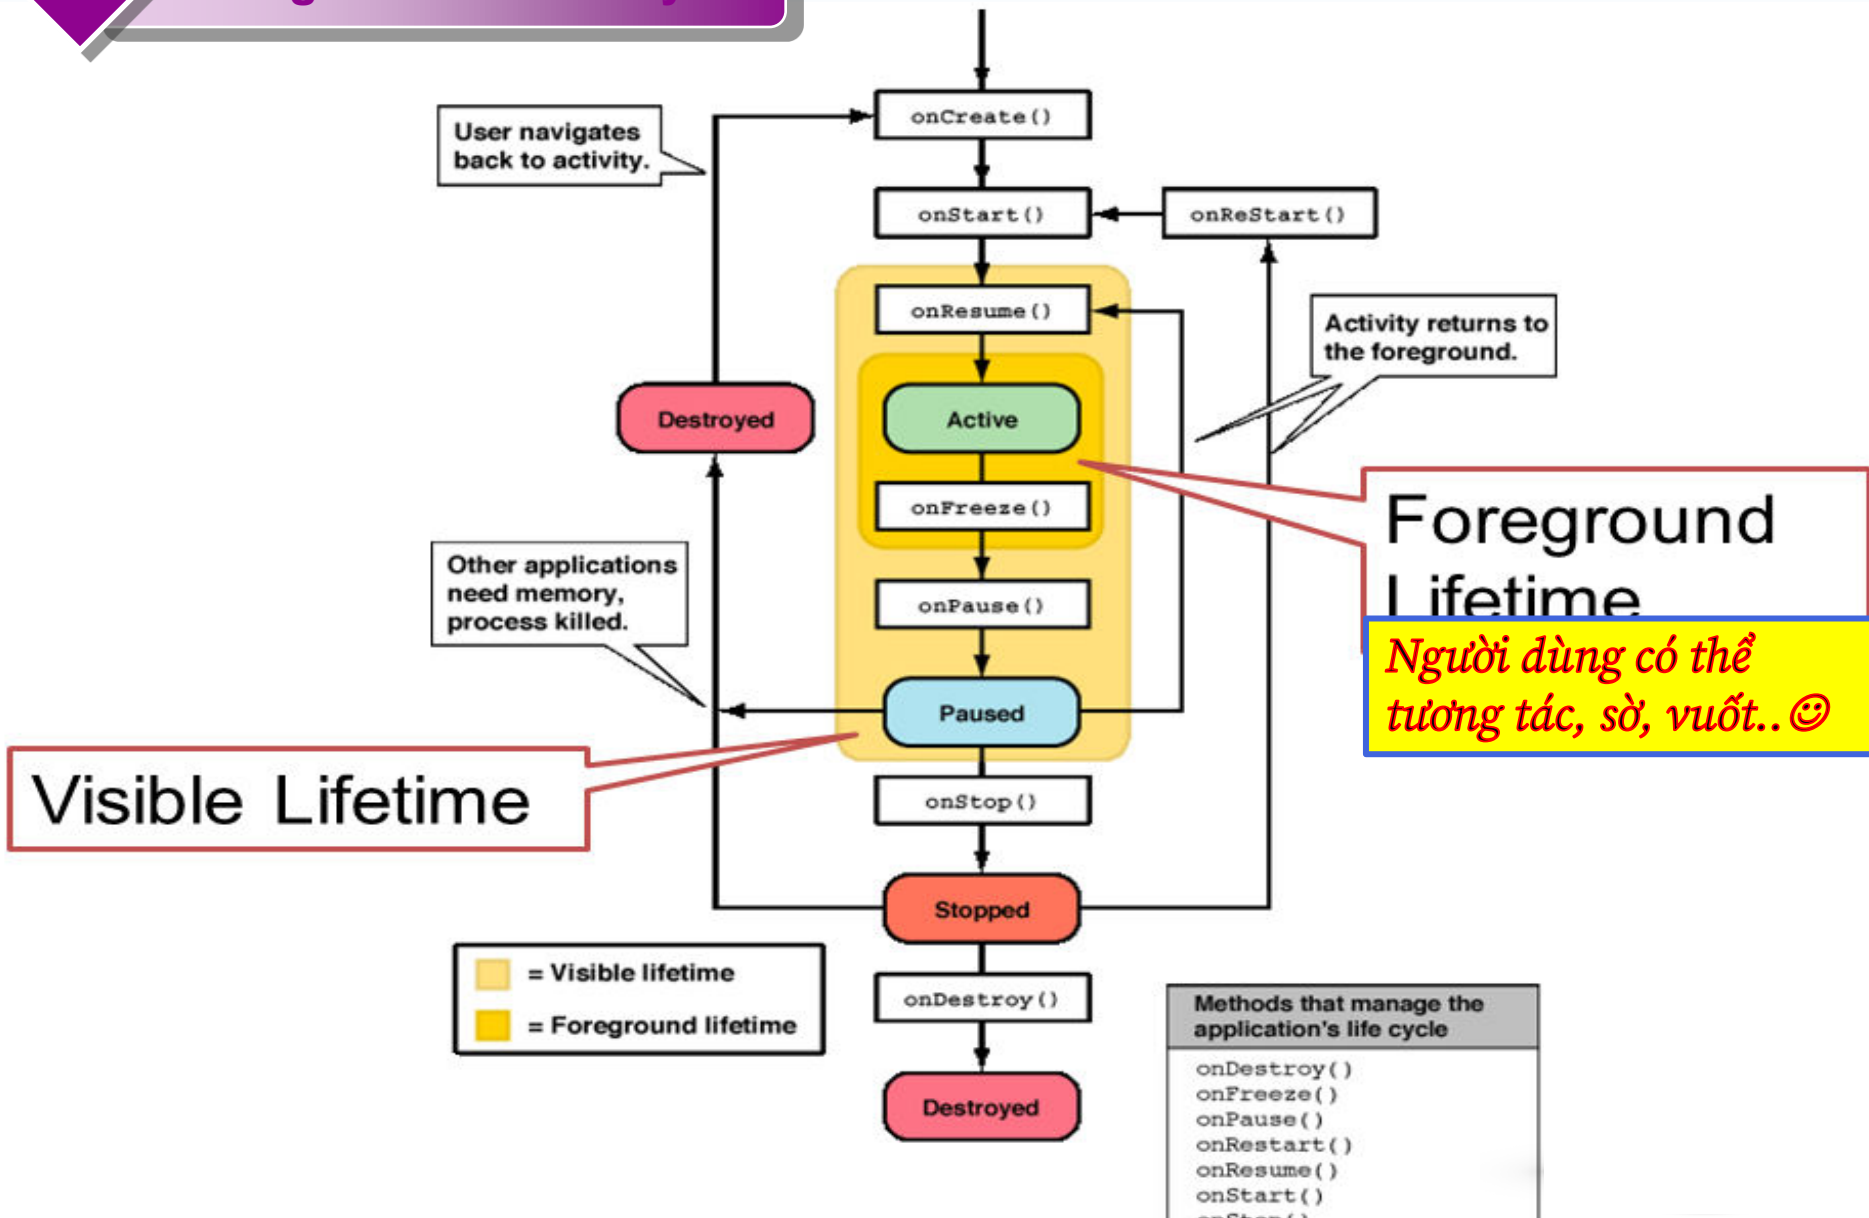 onCreate()
User navigates
back to activity.
onStart()
onReStart()
onResume()
Activity returns to
the foreground.
Destroyed
Active
onFreeze()
Foreground
Lifetime
Other applications
need memory,
process killed.
onPause()
Người dùng có thể
tương tác, sờ, vuốt..☺
Paused
Visible Lifetime
onStop()
Stopped
= Visible lifetime
= Foreground lifetime
onDestroy()
Destroyed
Methods that manage the
application's life cycle
onDestroy()
onFreeze()
onPause()
onRestart()
onResume()
onStart()